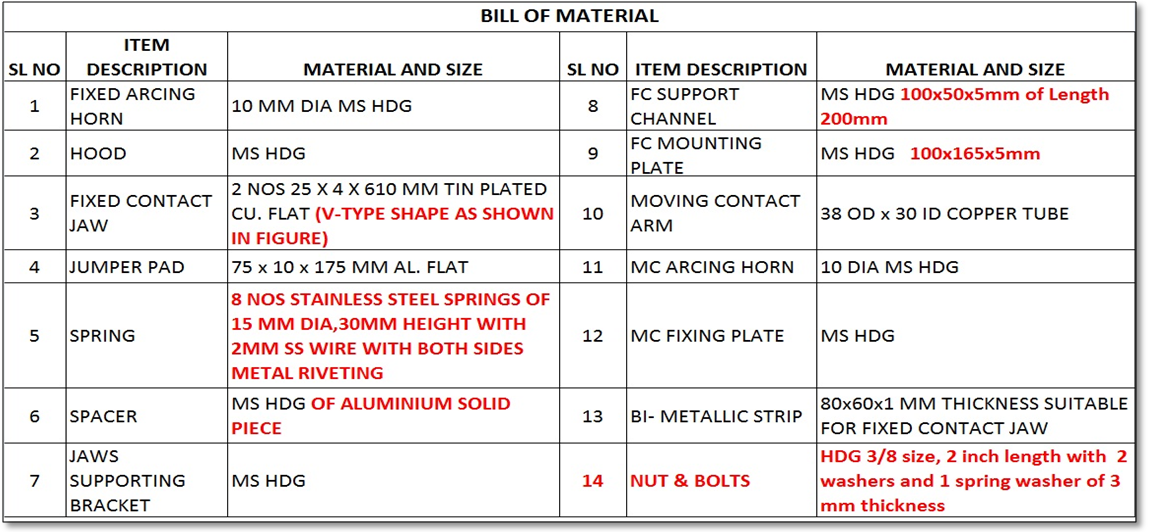 BILL OF MATERIAL
SL NO
ITEM
DESCRIPTION
MATERIAL AND SIZE
SL NO
ITEM DESCRIPTION
MATERIAL AND SIZE
1
FIXED ARCING
HORN
10 MM DIA MS HDG
8
FC SUPPORT
CHANNEL
MS HDG 100x50x5mm of Length
200mm
2
HOOD
MS HDG
9
FC MOUNTING
PLATE
MS HDG 100x165x5mm
3
FIXED CONTACT
JAW
2 NOS 25 X 4 X 610 MM TIN PLATED
CU. FLAT (V-TYPE SHAPE AS SHOWN
IN FIGURE)
10
MOVING CONTACT
ARM
38 OD x 30 ID COPPER TUBE
4
JUMPER PAD
75 x 10 x 175 MM AL. FLAT
11
MC ARCING HORN
10 DIA MS HDG
5
SPRING
8 NOS STAINLESS STEEL SPRINGS OF
15 MM DIA,30MM HEIGHT WITH
2MM SS WIRE WITH BOTH SIDES
METAL RIVETING
12
MC FIXING PLATE
MS HDG
6
SPACER
MS HDG OF ALUMINIUM SOLID
PIECE
13
BI- METALLIC STRIP
80x60x1 MM THICKNESS SUITABLE
FOR FIXED CONTACT JAW
7
JAWS
SUPPORTING
BRACKET
MS HDG
14
NUT & BOLTS
HDG 3/8 size, 2 inch length with 2
washers and 1 spring washer of 3
mm thickness